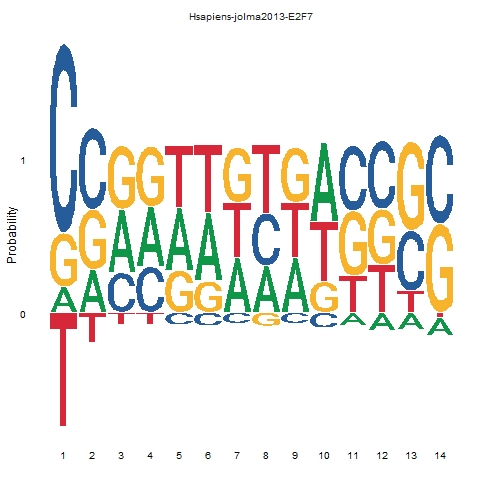 Hsapiens-jolma2013-E2F7
Probability
1
0
C C G G T T G T G A C C G C
G G A A A A T C T T G G C G
A A C C G G A A A G T T T T
T T T T C C C G C C A A A A
1 2 3 4 5 6 7 8 9 10 11 12 13 14